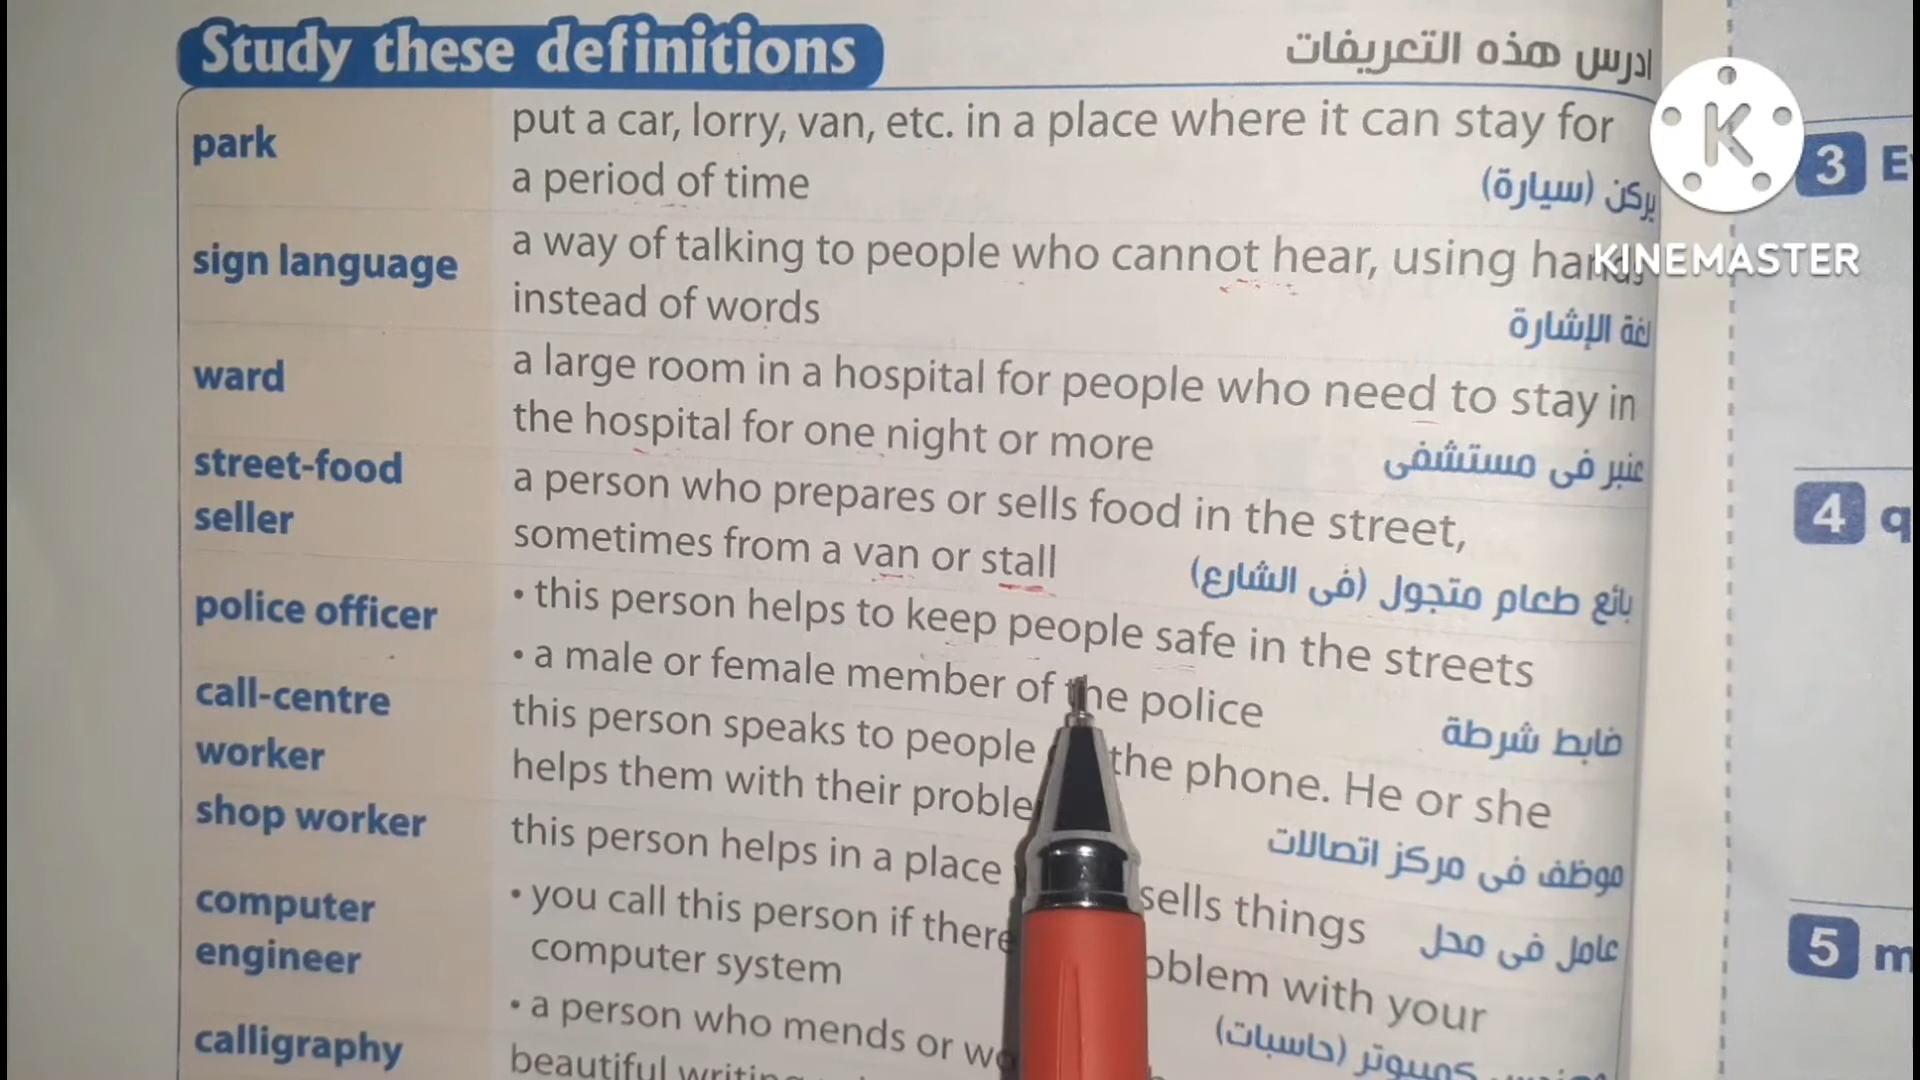 Study these definitions
ادرس هذه التعريفات
park
put a car, lorry, van, etc. in a place where it can stay for
a period of time
يركن (سيارة)
sign language
a way of talking to people who cannot hear, using
instead of words
لغة الإشارة
ward
a large room in a hospital for people who need to stay in
the hospital for one night or more
عنبر فى مستشفى
street-food
seller
a person who prepares or sells food in the street,
sometimes from a van or stall
بائع طعام متجول (فى الشارع)
police officer
• this person helps to keep people safe in the streets
• a male or female member of the police
ضابط شرطة
call-centre
worker
this person speaks to people the phone. He or she
helps them with their
موظف فى مركز اتصالات
shop worker
this person helps in a place sells things
عامل فى محل
computer
engineer
• you call this person if there with your
computer system
• a person who mends or
كمبيوتر (حاسبات)
calligraphy
beautiful
KINEMASTER
3
4
5